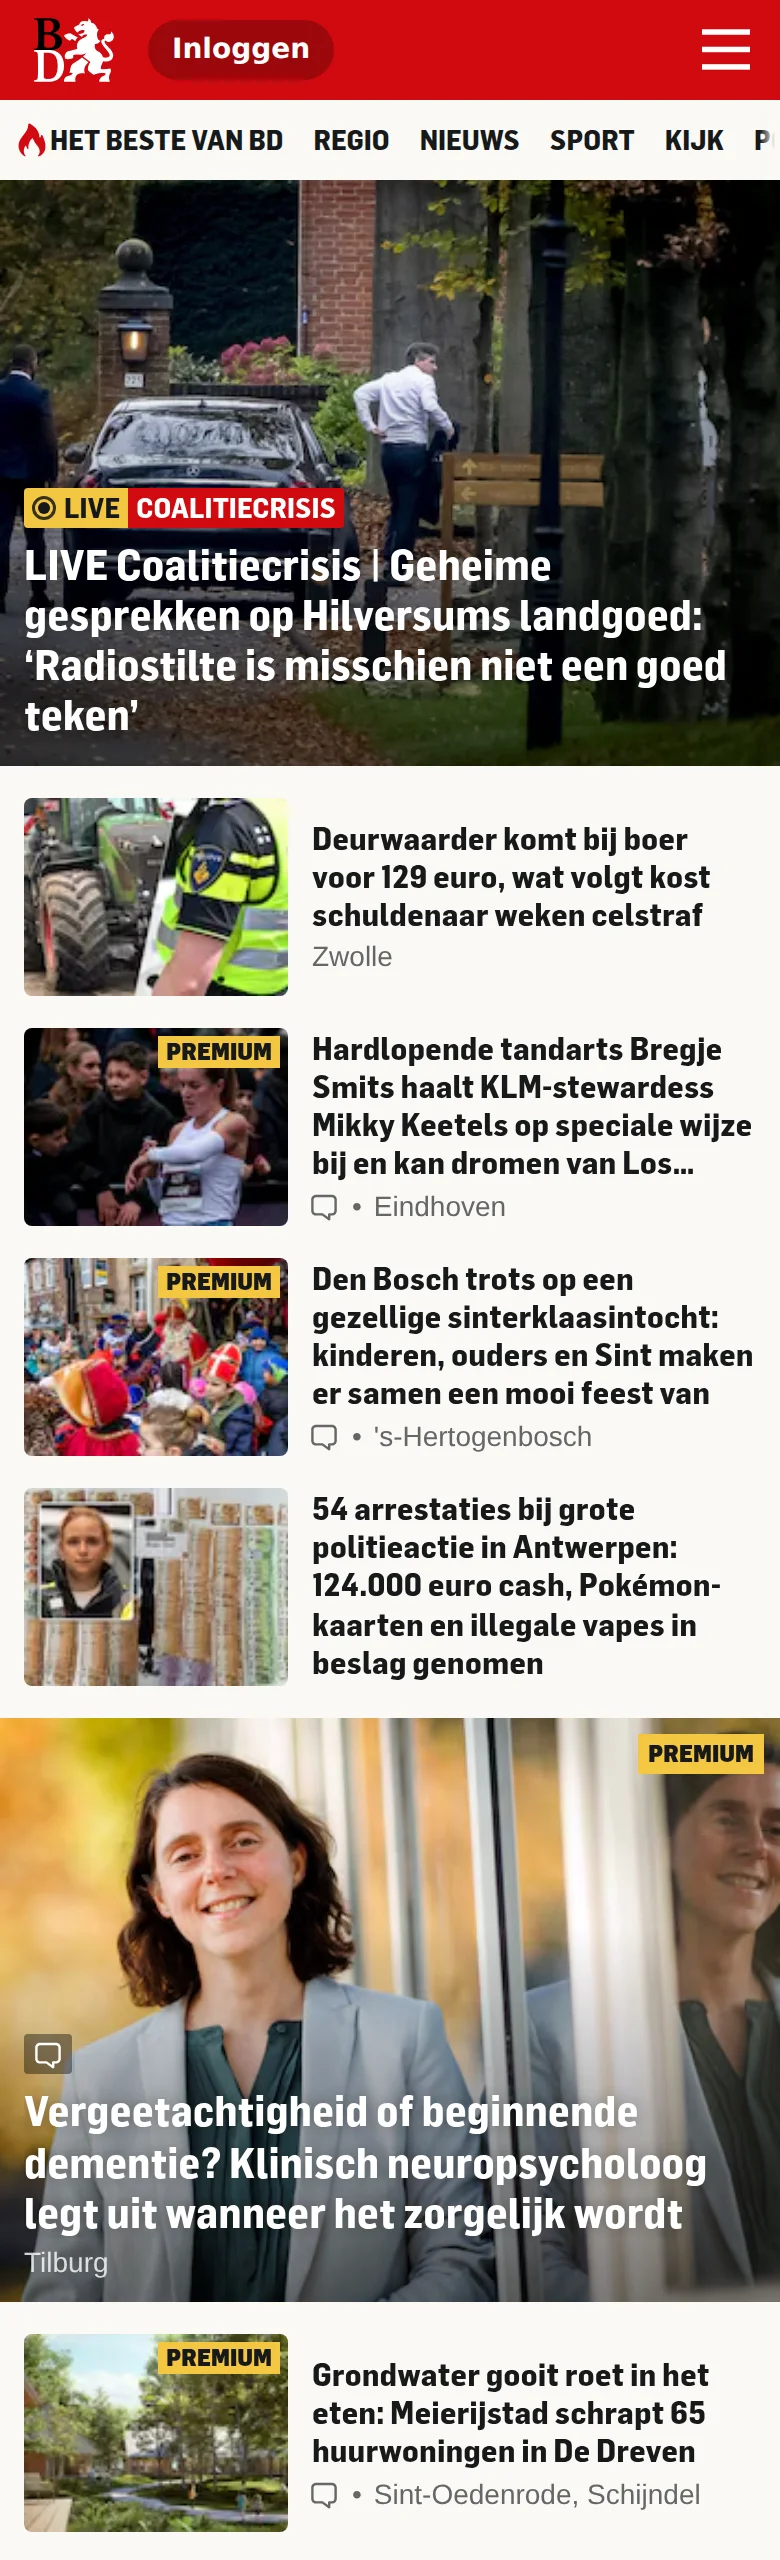 BD
Inloggen
HET BESTE VAN BD REGIO NIEUWS SPORT KIJK
225
LIVE COALITIECRISIS
LIVE Coalitiecrisis | Geheime
gesprekken op Hilversums landgoed:
‘Radiostilte is misschien niet een goed
teken’
Deurwaarder komt bij boer
voor 129 euro, wat volgt kost
schuldenaar weken celstraf
Zwolle
PREMIUM
Hardlopende tandarts Bregje
Smits haalt KLM-stewardess
Mikky Keetels op speciale wijze
bij en kan dromen van Los...
• Eindhoven
PREMIUM
Den Bosch trots op een
gezellige sinterklaasintocht:
kinderen, ouders en Sint maken
er samen een mooi feest van
• 's-Hertogenbosch
54 arrestaties bij grote
politieactie in Antwerpen:
124.000 euro cash, Pokémon-
kaarten en illegale vapes in
beslag genomen
PREMIUM
Vergeetachtigheid of beginnende
dementie? Klinisch neuropsycholoog
legt uit wanneer het zorgelijk wordt
Tilburg
PREMIUM
Grondwater gooit roet in het
eten: Meierijstad schrapt 65
huurwoningen in De Dreven
• Sint-Oedenrode, Schijndel